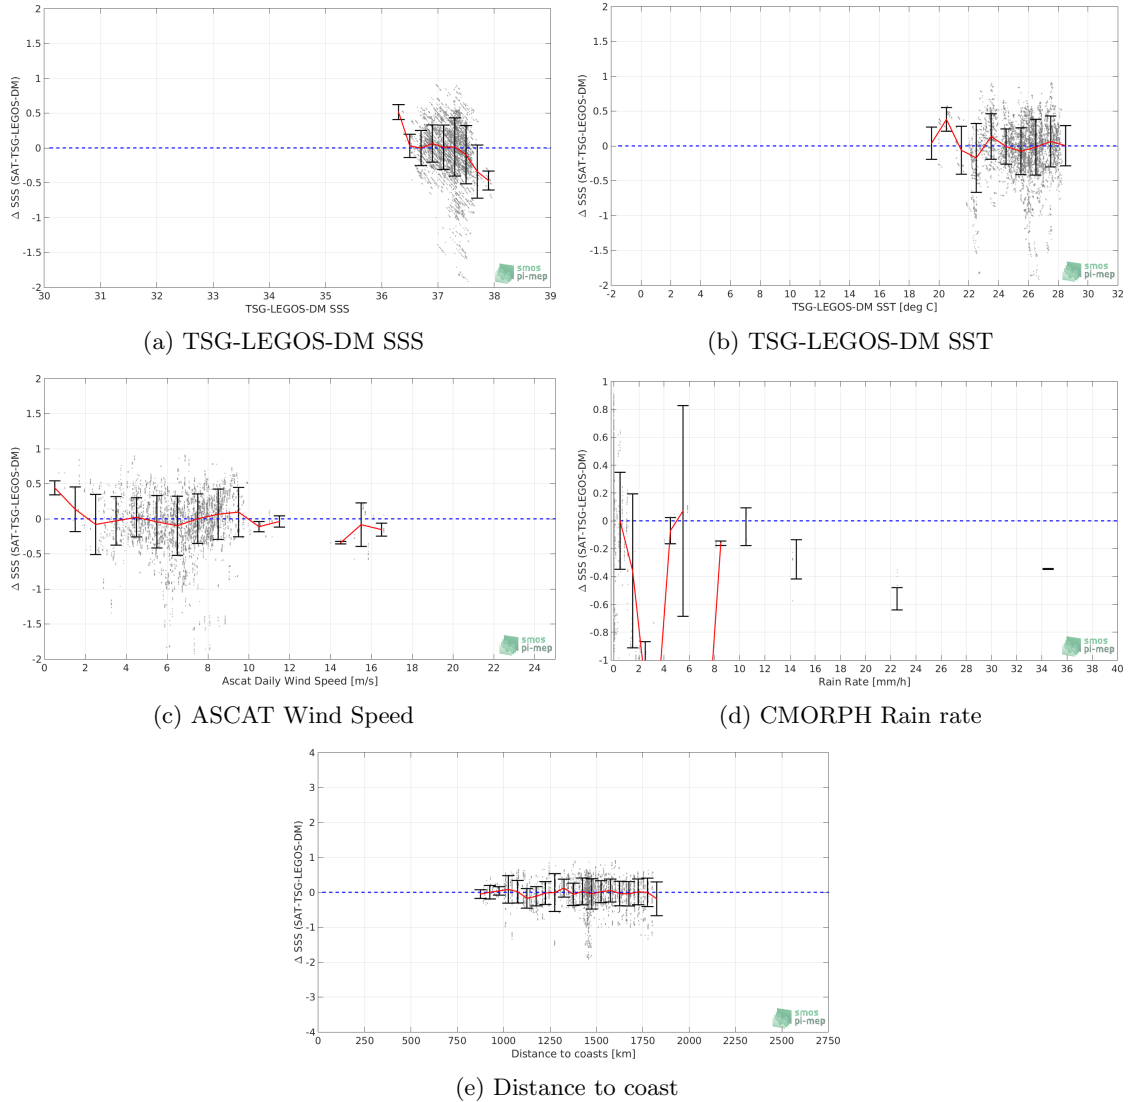 2
1.5
1
0.5
0
-0.5
-1
-1.5
-2
Δ SSS (SAT-TSG-LEGOS-DM)
30 31 32 33 34 35 36 37 38 39
TSG-LEGOS-DM SSS
smos
pi-mep
(a) TSG-LEGOS-DM SSS
2
1.5
1
0.5
0
-0.5
-1
-1.5
-2
Δ SSS (SAT-TSG-LEGOS-DM)
-2 0 2 4 6 8 10 12 14 16 18 20 22 24 26 28 30 32
TSG-LEGOS-DM SST [deg C]
smos
pi-mep
(b) TSG-LEGOS-DM SST
2
1.5
1
0.5
0
-0.5
-1
-1.5
-2
Δ SSS (SAT-TSG-LEGOS-DM)
0 2 4 6 8 10 12 14 16 18 20 22 24
Ascat Daily Wind Speed [m/s]
smos
pi-mep
(c) ASCAT Wind Speed
1
0.8
0.6
0.4
0.2
0
-0.2
-0.4
-0.6
-0.8
-1
Δ SSS (SAT-TSG-LEGOS-DM)
0 2 4 6 8 10 12 14 16 18 20 22 24 26 28 30 32 34 36 38 40
Rain Rate [mm/h]
smos
pi-mep
(d) CMORPH Rain rate
4
3
2
1
0
-1
-2
-3
-4
Δ SSS (SAT-TSG-LEGOS-DM)
0 250 500 750 1000 1250 1500 1750 2000 2250 2500 2750
Distance to coasts [km]
smos
pi-mep
(e) Distance to coast